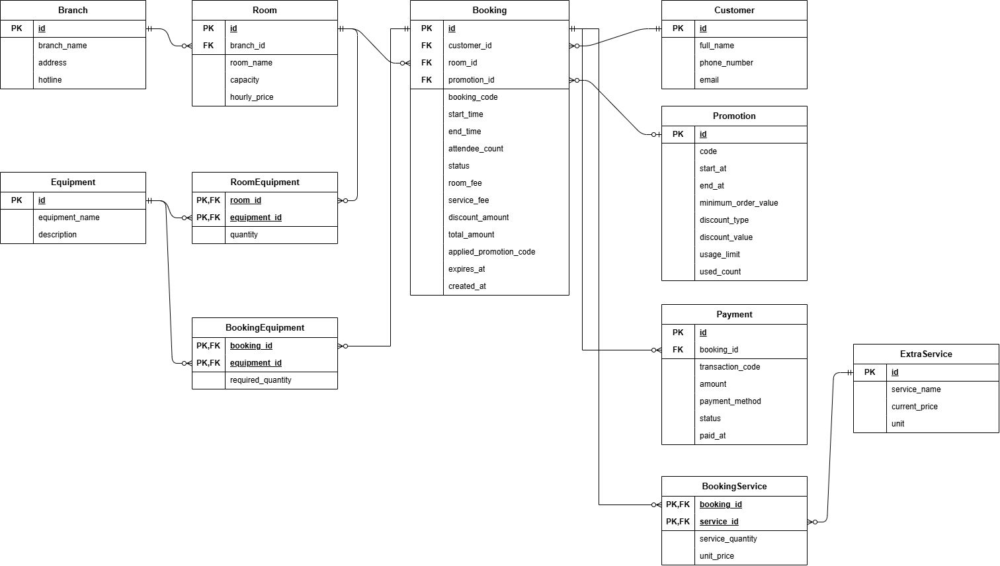 Branch
PK id
branch_name
address
hotline
Room
PK id
FK branch_id
room_name
capacity
hourly_price
Booking
PK id
FK customer_id
FK room_id
FK promotion_id
booking_code
start_time
end_time
attendee_count
status
room_fee
service_fee
discount_amount
total_amount
applied_promotion_code
expires_at
created_at
Customer
PK id
full_name
phone_number
email
Promotion
PK id
code
start_at
end_at
minimum_order_value
discount_type
discount_value
usage_limit
used_count
Equipment
PK id
equipment_name
description
RoomEquipment
PK,FK room_id
PK,FK equipment_id
quantity
BookingEquipment
PK,FK booking_id
PK,FK equipment_id
required_quantity
Payment
PK id
FK booking_id
transaction_code
amount
payment_method
status
paid_at
ExtraService
PK id
service_name
current_price
unit
BookingService
PK,FK booking_id
PK,FK service_id
service_quantity
unit_price